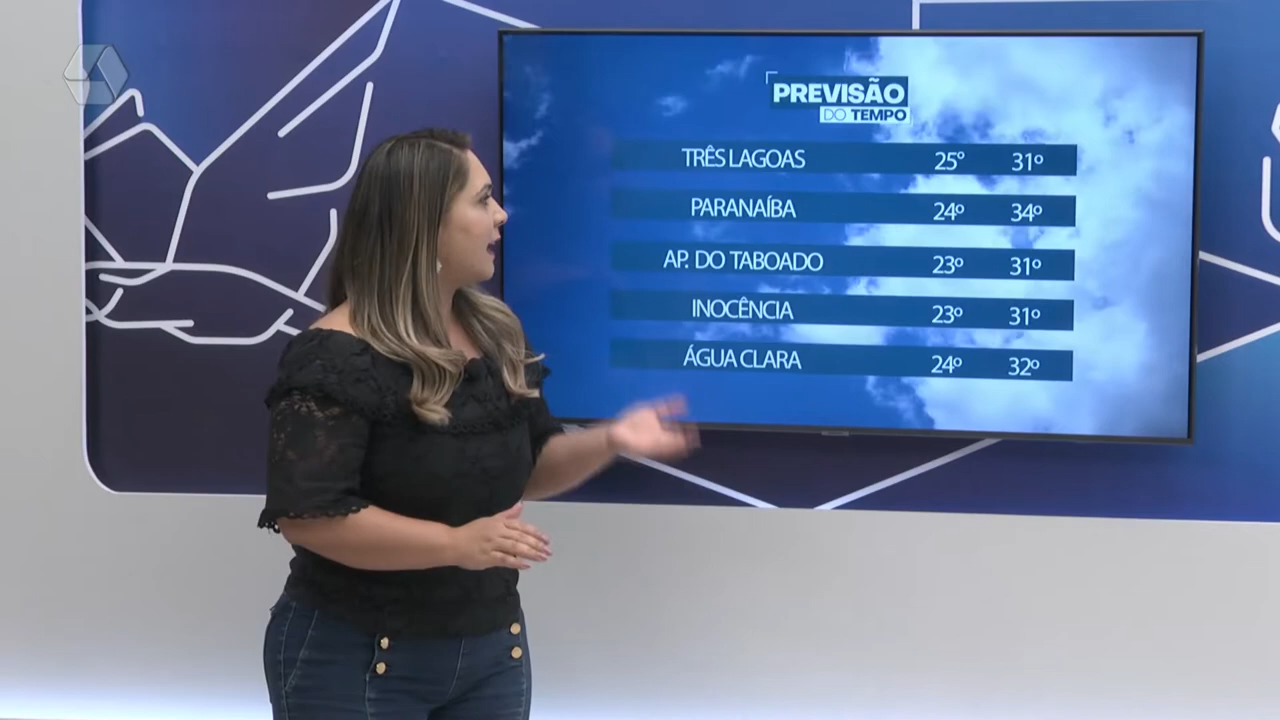 PREVISÃO
DO TEMPO
TRÊS LAGOAS 25° 31º
PARANAÍBA 24º 34º
AP. DO TABOADO 23º 31º
INOCÊNCIA 23º 31º
ÁGUA CLARA 24º 32º